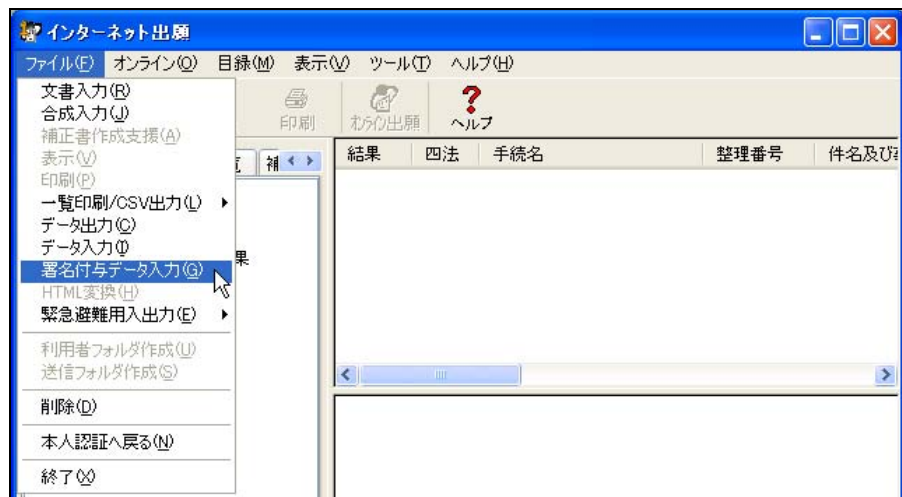 インターネット出願
ファイル(F) オンライン(O) 目録(M) 表示(V) ツール(T) ヘルプ(H)
印刷 オンライン出願 ヘルプ
文書入力(R)
合成入力(J)
補正書作成支援(A)
表示(V)
印刷(P)
一覧印刷/CSV出力(L)
データ出力(C)
データ入力(I)
署名付与データ入力(G)
HTML変換(H)
緊急避難用入出力(E)
利用者フォルダ作成(U)
送信フォルダ作成(S)
削除(D)
本人認証へ戻る(N)
終了(X)
補
果
結果 四法 手続名 整理番号 件名及び